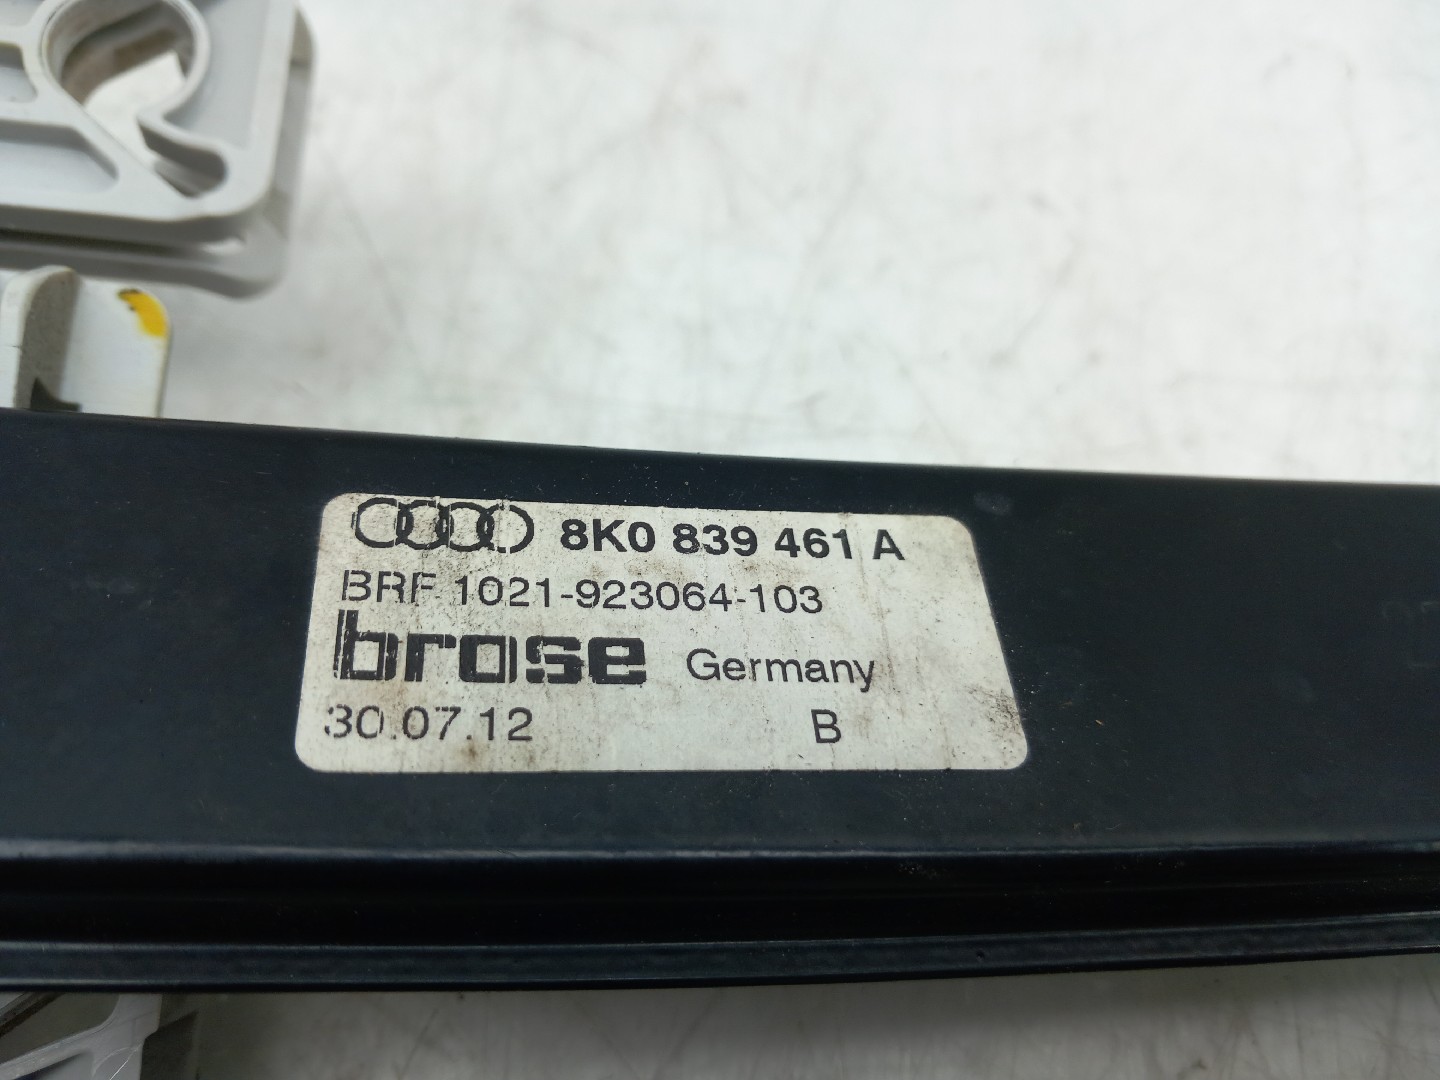 8K0 839 461 A
BRF 1021-923064-103
brose Germany
30.07.12 B